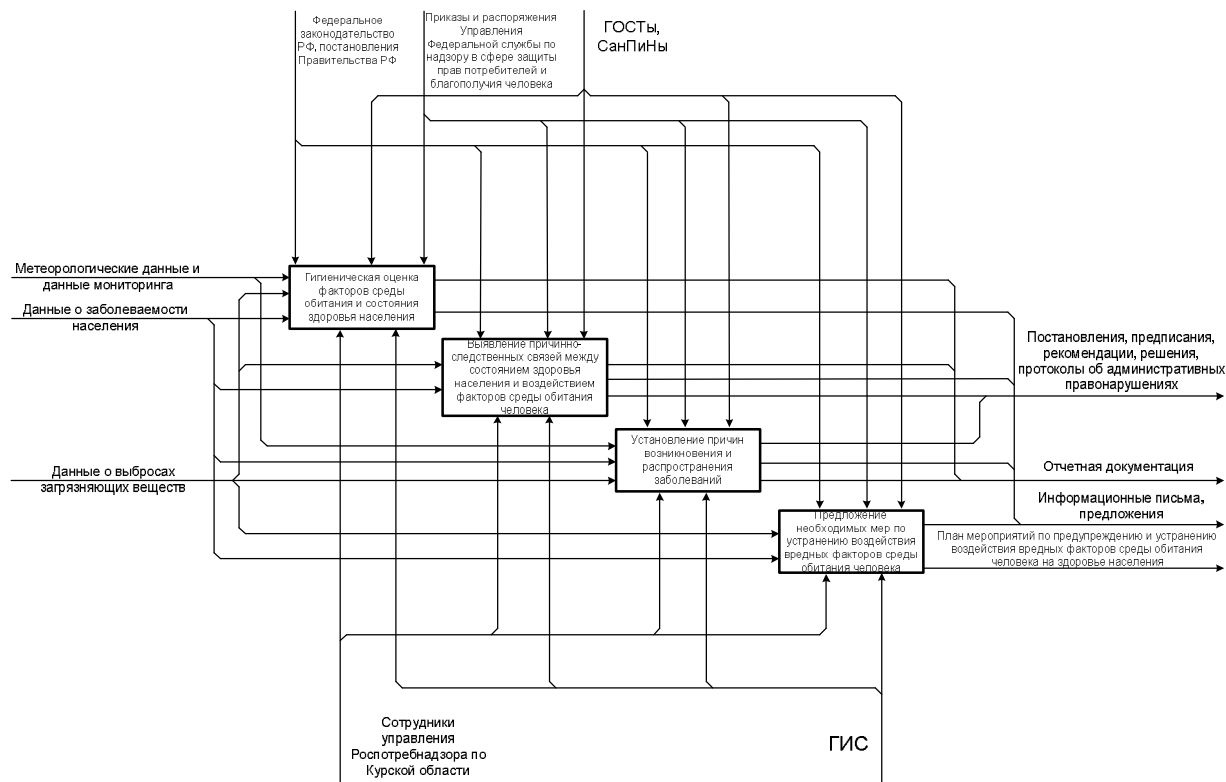 Федеральное
законодательство
РФ, постановления
Правительства РФ
Приказы и распоряжения
Управления
Федеральной службы по
надзору в сфере защиты
прав потребителей и
благополучия человека
ГОСТы,
СанПиНы
Метеорологические данные и
данные мониторинга
Данные о заболеваемости
населения
Данные о выбросах
загрязняющих веществ
Гигиеническая оценка
факторов среды
обитания и состояния
здоровья населения
Выявление причинно-
следственных связей между
состоянием здоровья
населения и воздействием
факторов среды обитания
человека
Установление причин
возникновения и
распространения
заболеваний
Предложение
необходимых мер по
устранению воздействия
вредных факторов среды
обитания человека
Постановления, предписания,
рекомендации, решения,
протоколы об административных
правонарушениях
Отчетная документация
Информационные письма,
предложения
План мероприятий по предупреждению и устранению
воздействия вредных факторов среды обитания
человека на здоровье населения
Сотрудники
управления
Роспотребнадзора по
Курской области
ГИС